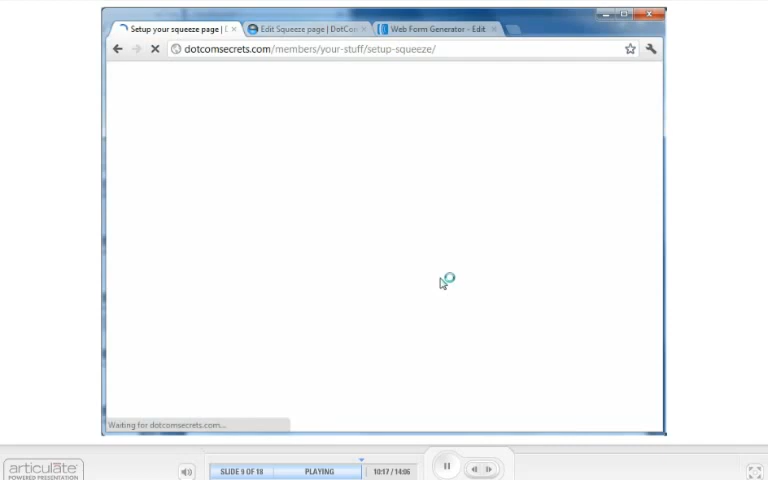 Setup your squeeze page | D
Edit Squeeze page | DotCom
Web Form Generator - Edit
dotcomsecrets.com/members/your-stuff/setup-squeeze/
Waiting for dotcomsecrets.com...
articulate
POWERED PRESENTATION
SLIDE 9 OF 18
PLAYING
10:17 / 14:06